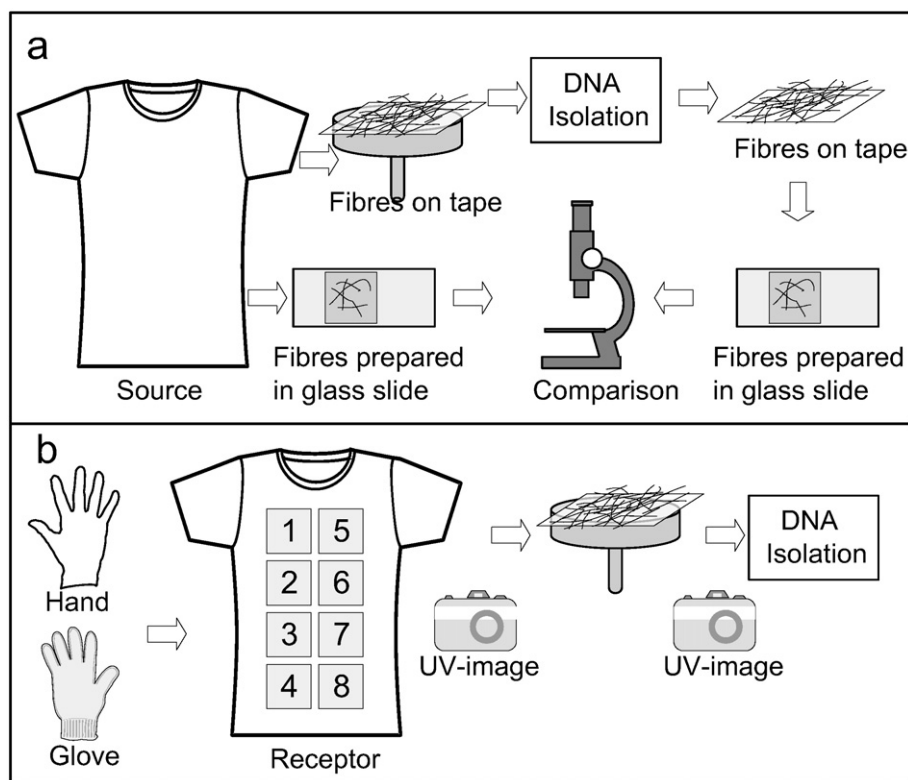 a
DNA
Isolation
Fibres on tape
Fibres on tape
Source
Fibres prepared
in glass slide
Comparison
Fibres prepared
in glass slide
b
Hand
Glove
1 5
2 6
3 7
4 8
Receptor
UV-image
UV-image
DNA
Isolation